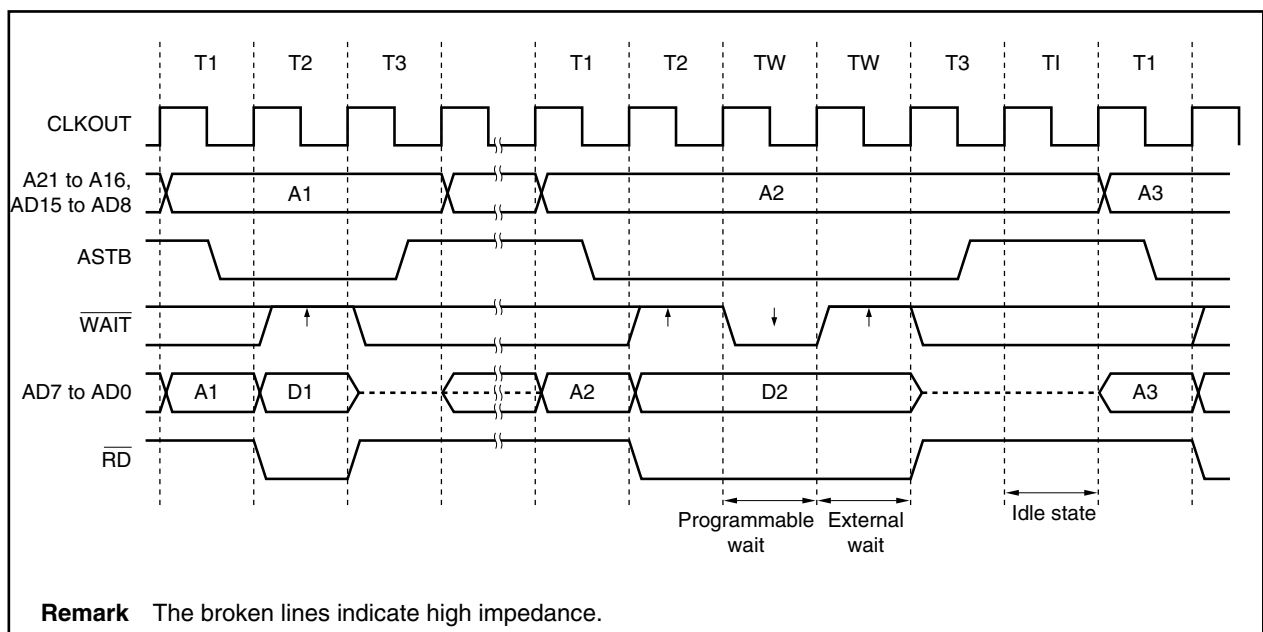 T1 T2 T3 T1 T2 TW TW T3 TI T1
CLKOUT
A21 to A16,
AD15 to AD8
A1 A2 A3
ASTB
WAIT
AD7 to AD0 A1 D1 A2 D2 A3
RD
Programmable
wait
External
wait
Idle state
Remark The broken lines indicate high impedance.